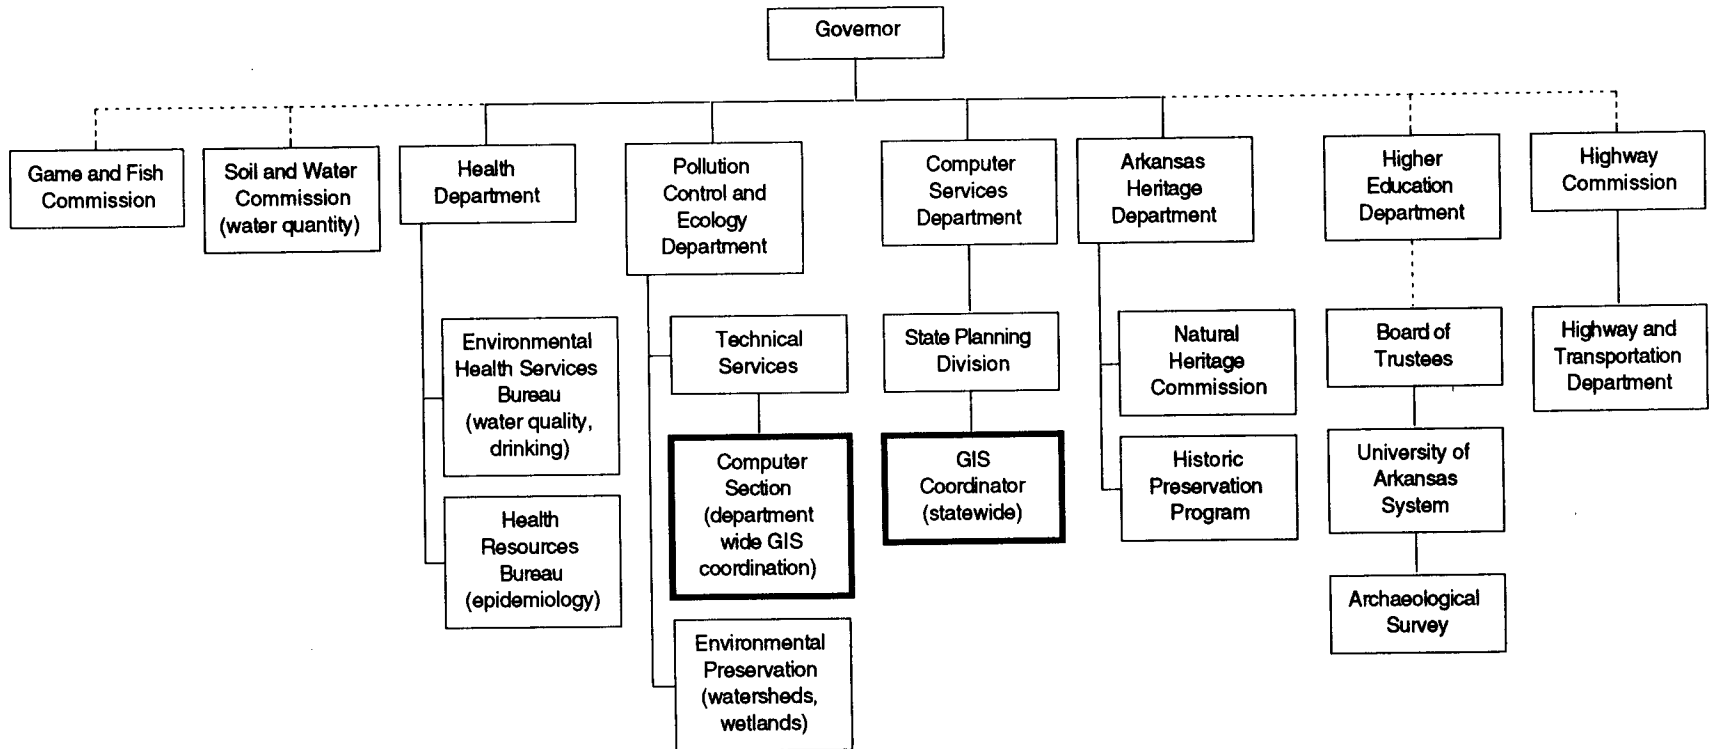 Governor
Game and Fish
Commission
Soil and Water
Commission
(water quantity)
Health
Department
Pollution
Control and
Ecology
Department
Computer
Services
Department
Arkansas
Heritage
Department
Higher
Education
Department
Highway
Commission
Environmental
Health Services
Bureau
(water quality,
drinking)
Health
Resources
Bureau
(epidemiology)
Technical
Services
Computer
Section
(department
wide GIS
coordination)
Environmental
Preservation
(watersheds,
wetlands)
State Planning
Division
GIS
Coordinator
(statewide)
Natural
Heritage
Commission
Historic
Preservation
Program
Board of
Trustees
University of
Arkansas
System
Archaeological
Survey
Highway and
Transportation
Department